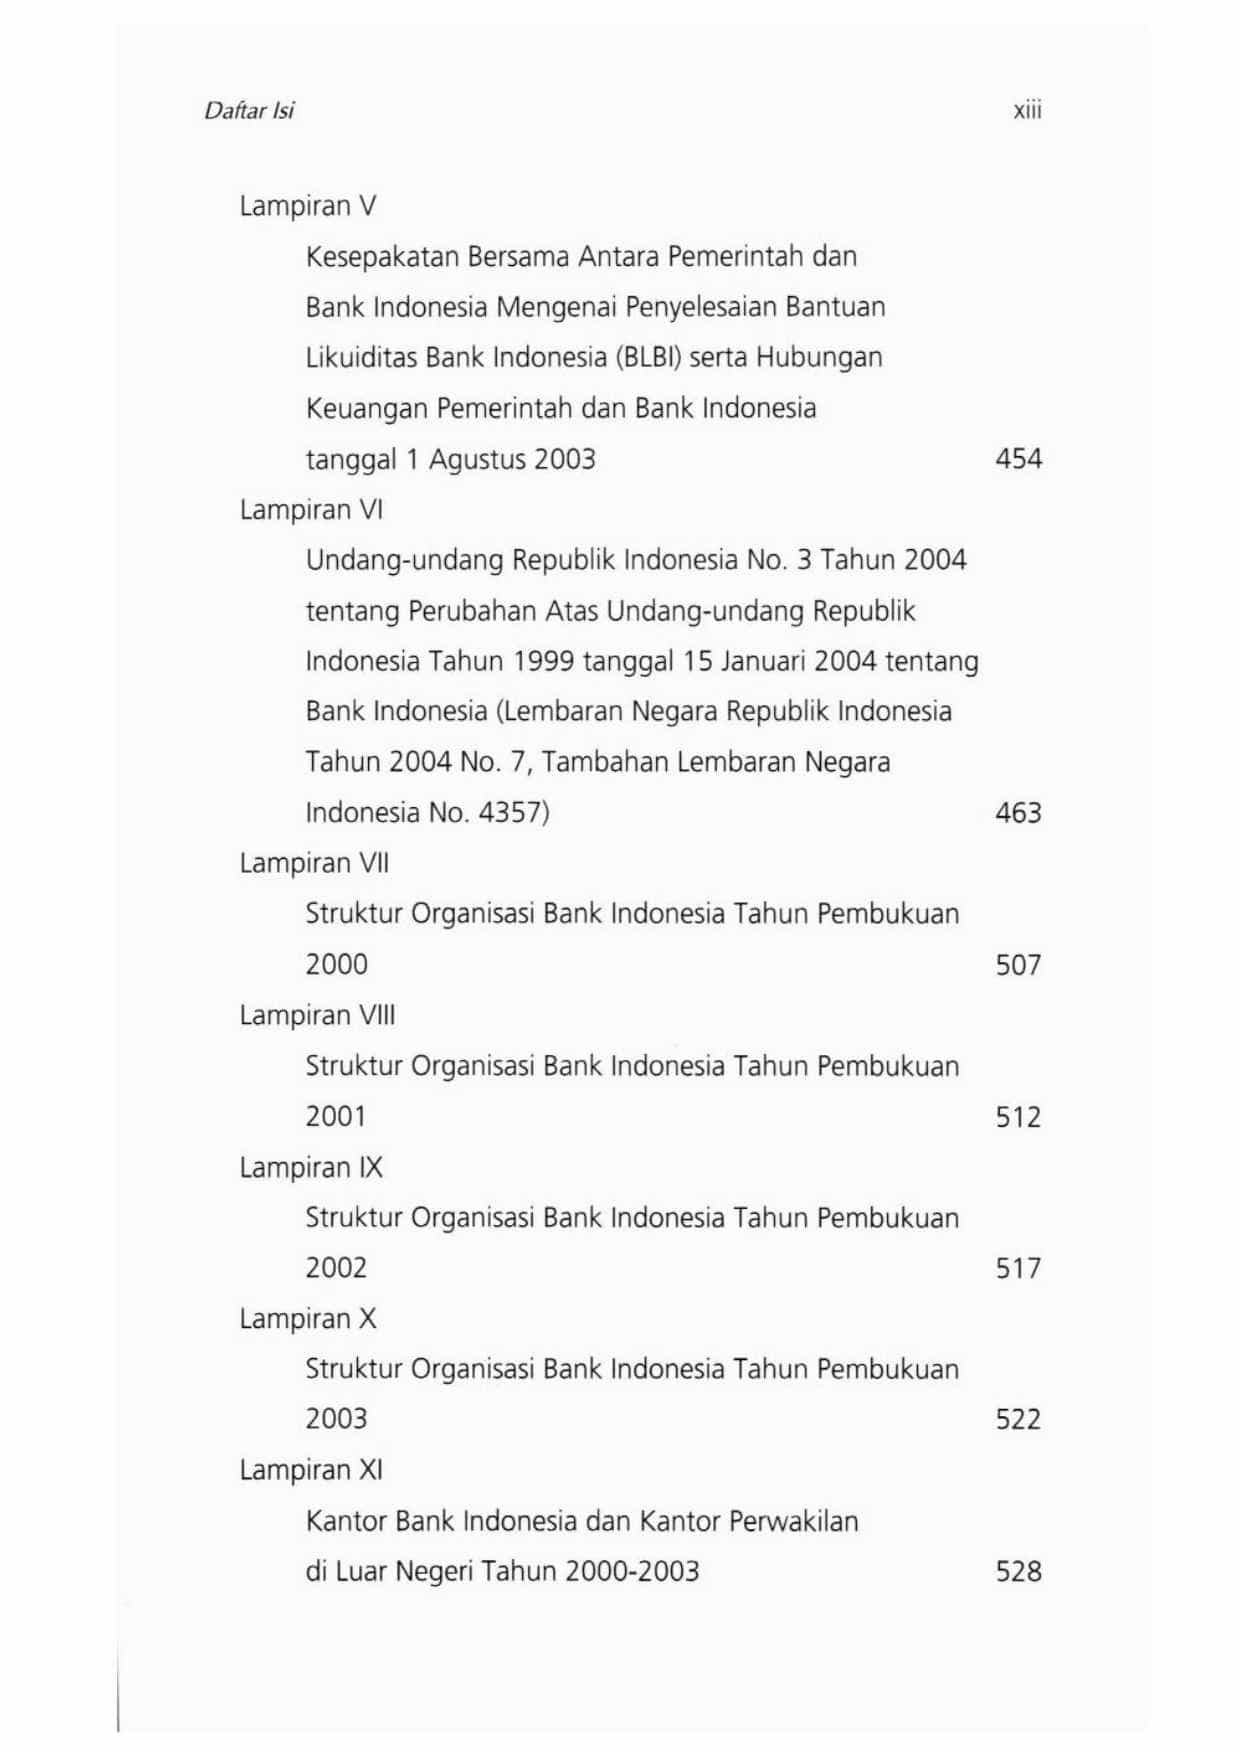 Daftar Isi xiii
Lampiran V
Kesepakatan Bersama Antara Pemerintah dan
Bank Indonesia Mengenai Penyelesaian Bantuan
Likuiditas Bank Indonesia (BLBI) serta Hubungan
Keuangan Pemerintah dan Bank Indonesia
tanggal 1 Agustus 2003 454
Lampiran VI
Undang-undang Republik Indonesia No. 3 Tahun 2004
tentang Perubahan Atas Undang-undang Republik
Indonesia Tahun 1999 tanggal 15 Januari 2004 tentang
Bank Indonesia (Lembaran Negara Republik Indonesia
Tahun 2004 No. 7, Tambahan Lembaran Negara
Indonesia No. 4357) 463
Lampiran VII
Struktur Organisasi Bank Indonesia Tahun Pembukuan
2000 507
Lampiran VIII
Struktur Organisasi Bank Indonesia Tahun Pembukuan
2001 512
Lampiran IX
Struktur Organisasi Bank Indonesia Tahun Pembukuan
2002 517
Lampiran X
Struktur Organisasi Bank Indonesia Tahun Pembukuan
2003 522
Lampiran XI
Kantor Bank Indonesia dan Kantor Perwakilan
di Luar Negeri Tahun 2000-2003 528